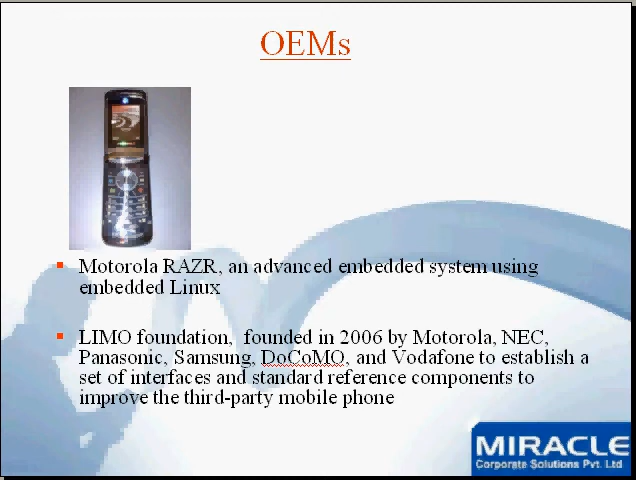 OEMs
Motorola RAZR, an advanced embedded system using
embedded Linux
LIMO foundation,  founded in 2006 by Motorola, NEC,
Panasonic, Samsung, DoCoMO, and Vodafone to establish a
set of interfaces and standard reference components to
improve the third-party mobile phone
MIRACLE
Corporate Solutions Pvt. Ltd